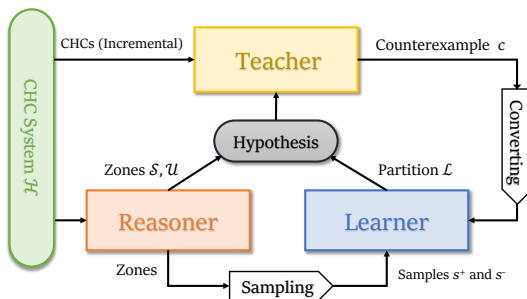 CHC System ℋ
CHCs (Incremental)
Teacher
Counterexample c
Converting
Hypothesis
Zones 𝒮, 𝒰
Partition ℒ
Reasoner
Learner
Zones
Sampling
Samples s⁺ and s⁻